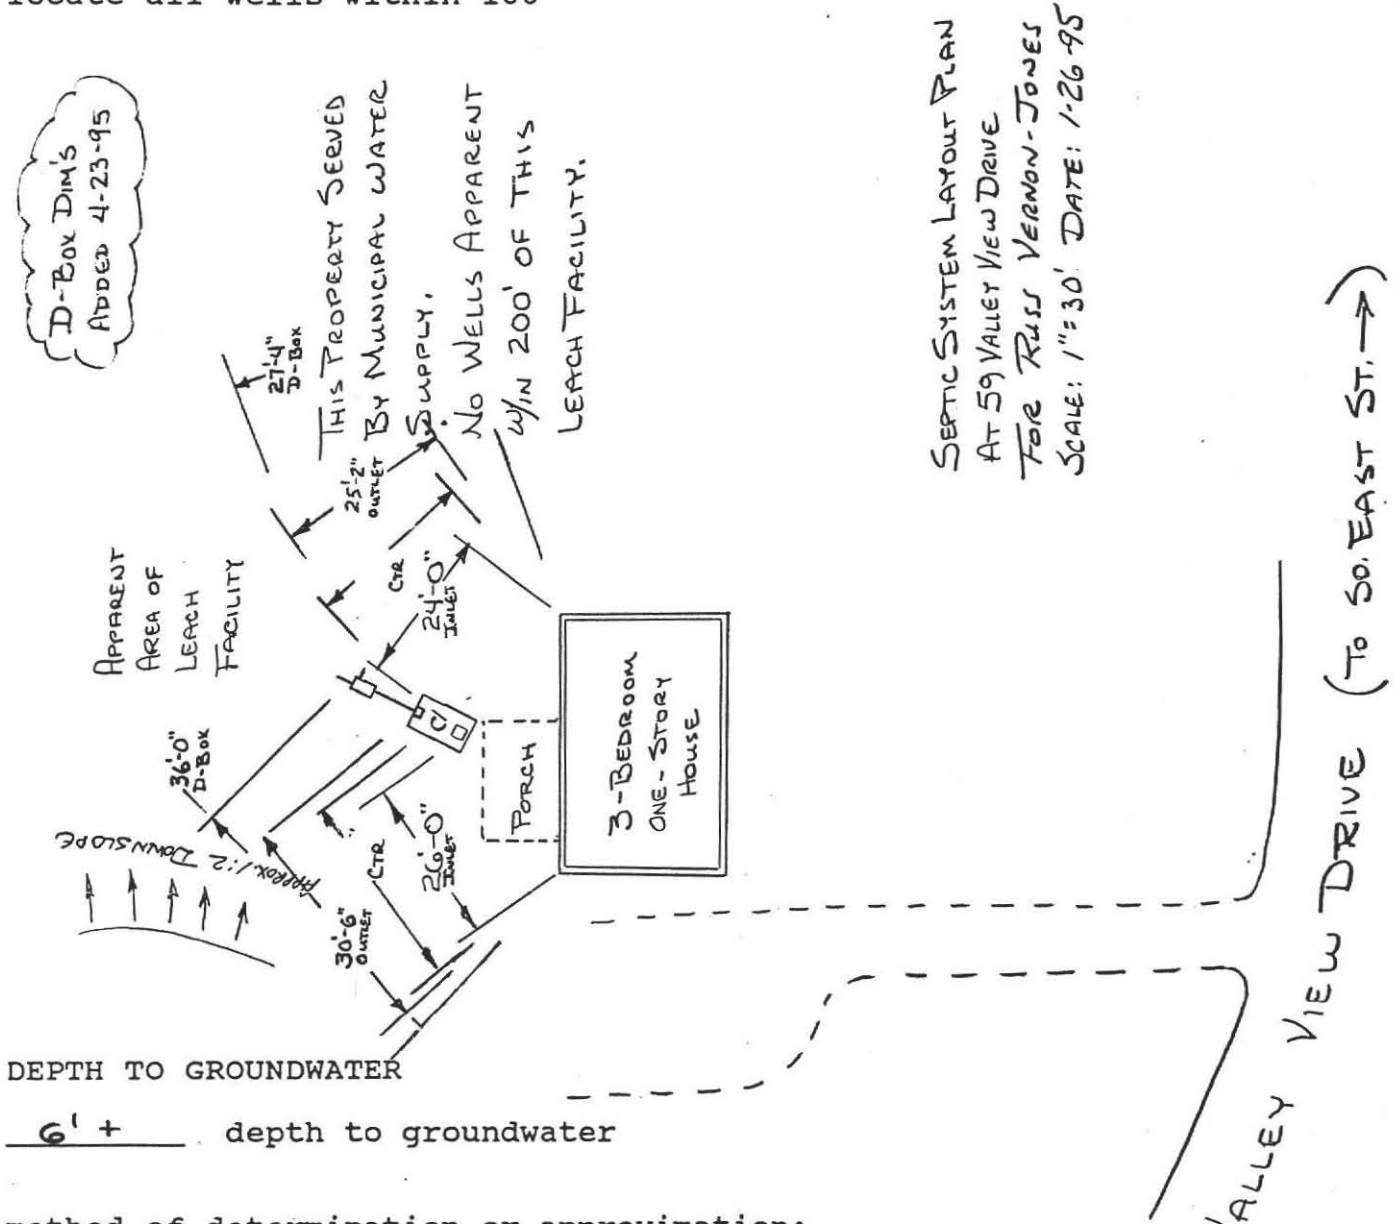 locate all wells within 100'
D-BOX DIM'S
ADDED 4-23-95
THIS PROPERTY SERVED
BY MUNICIPAL WATER
SUPPLY.
NO WELLS APPARENT
W/IN 200' OF THIS
LEACH FACILITY.
SEPTIC SYSTEM LAYOUT PLAN
AT 59 VALLEY VIEW DRIVE
FOR RUSS VERNON-JONES
SCALE: 1"=30' DATE: 1-26-95
27'-4"
D-BOX
25'-2"
OUTLET
CTR
24'-0"
INLET
APPARENT
AREA OF
LEACH
FACILITY
36'-0"
D-BOX
APPROX. 1:2 DOWNSLOPE
30'-6"
OUTLET
CTR
26'-0"
INLET
PORCH
3-BEDROOM
ONE-STORY
HOUSE
VALLEY VIEW DRIVE (TO SO. EAST ST. →)
DEPTH TO GROUNDWATER
6'+ depth to groundwater
method of determination or approximation: